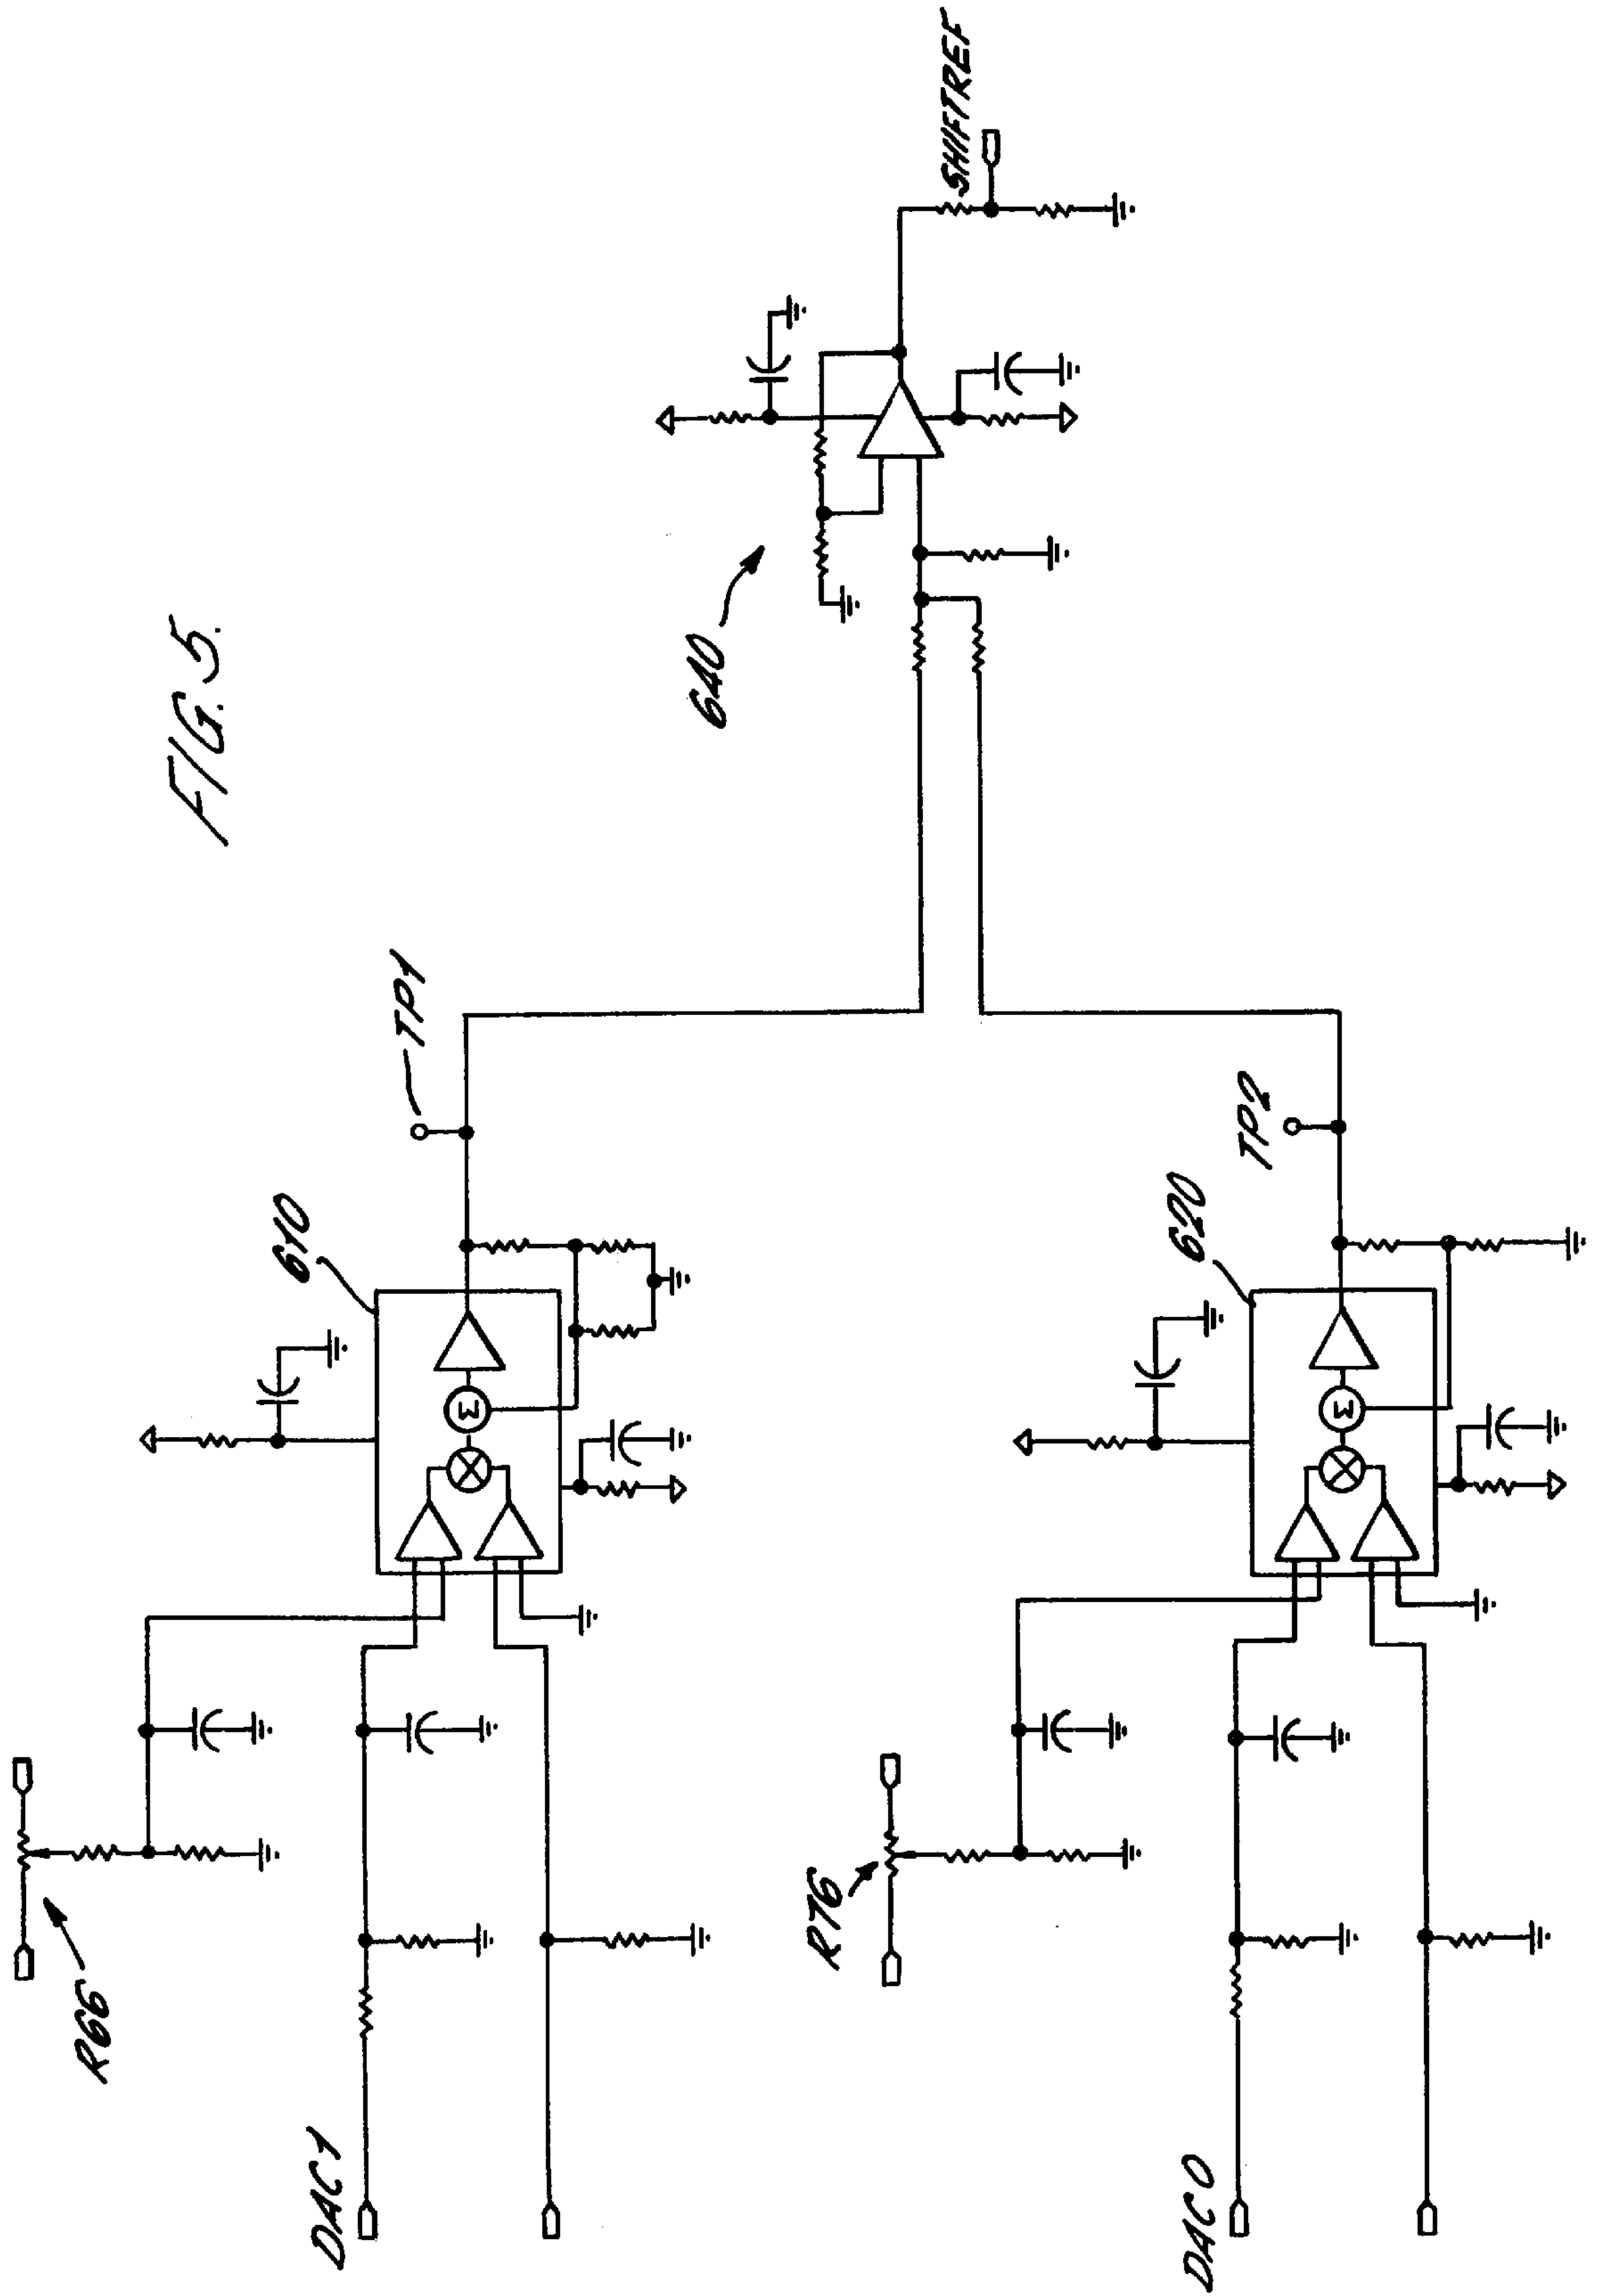 FIG. 5.
R66
DAC1
610
TP1
640
SHIFTREF
R76
DAC0
620
TP2
Σ
Σ